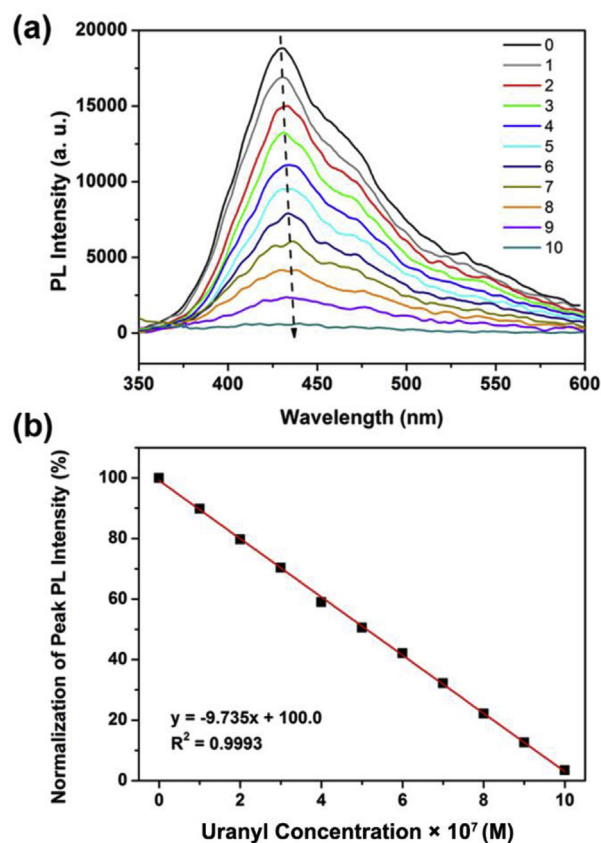 (a)
20000
15000
10000
5000
0
PL Intensity (a. u.)
0
1
2
3
4
5
6
7
8
9
10
350 400 450 500 550 600
Wavelength (nm)
(b)
100
80
60
40
20
0
Normalization of Peak PL Intensity (%)
y = -9.735x + 100.0
R² = 0.9993
0 2 4 6 8 10
Uranyl Concentration × 10⁷ (M)